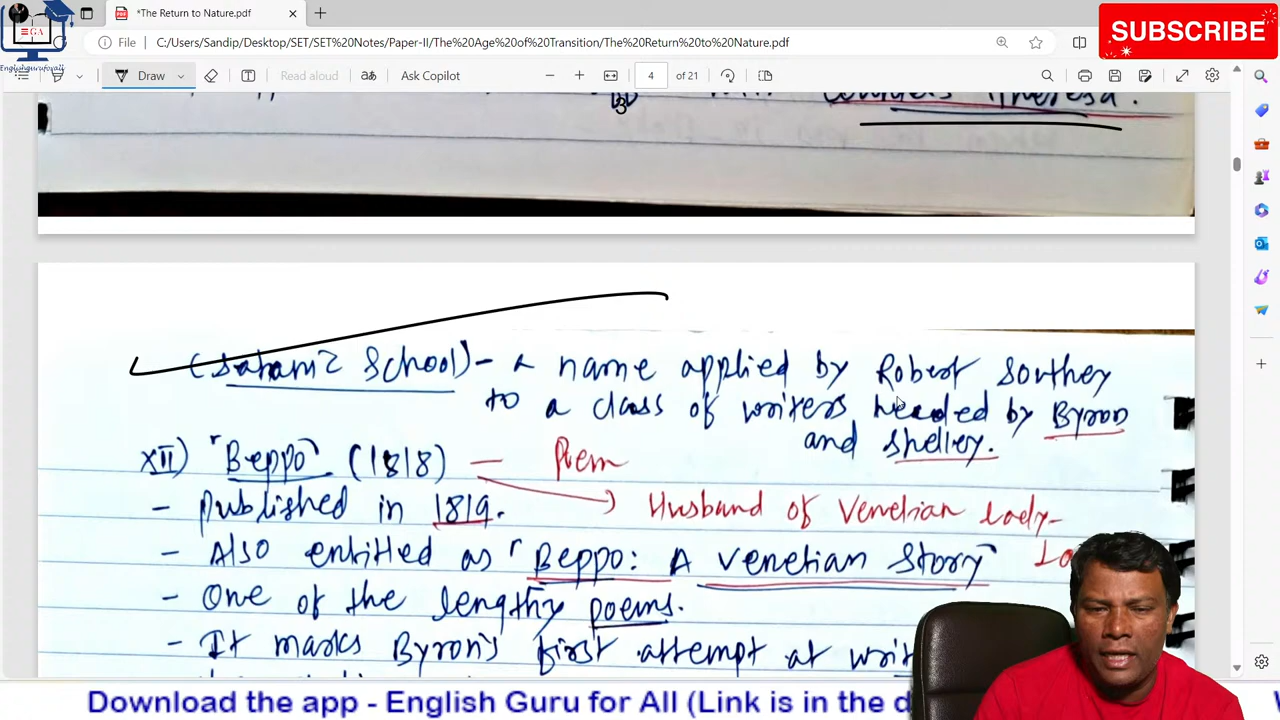 *The Return to Nature.pdf
SUBSCRIBE
EGA
Englishguruforall
File
C:/Users/Sandip/Desktop/SET/SET%20Notes/Paper-II/The%20Age%20of%20Transition/The%20Return%20to%20Nature.pdf
Draw
Read aloud
Ask Copilot
4 of 21
(Satanic School) - a name applied by Robert Southey
to a class of writers headed by Byron
and Shelley.
XII) "Beppo" (1818) — Poem
- Published in 1819. Husband of Venetian lady-
- Also entitled as "Beppo: A Venetian Story"
- One of the lengthy poems.
- It marks Byron's first attempt at
Download the app - English Guru for All (Link is in the